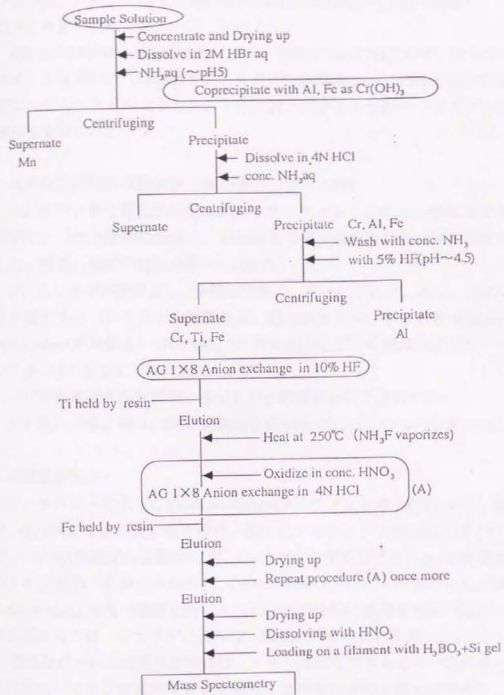 Sample Solution
Concentrate and Drying up
Dissolve in 2M HBr aq
NH₃aq (~pH5)
Coprecipitate with Al, Fe as Cr(OH)₃
Centrifuging
Supernate
Mn
Precipitate
Dissolve in 4N HCl
conc. NH₃aq
Centrifuging
Supernate
Precipitate Cr, Al, Fe
Wash with conc. NH₃
with 5% HF(pH~4.5)
Centrifuging
Supernate
Cr, Ti, Fe
Precipitate
Al
AG 1X8 Anion exchange in 10% HF
Ti held by resin
Elution
Heat at 250℃ (NH₄F vaporizes)
Oxidize in conc. HNO₃
AG 1X8 Anion exchange in 4N HCl
(A)
Fe held by resin
Elution
Drying up
Repeat procedure (A) once more
Elution
Drying up
Dissolving with HNO₃
Loading on a filament with H₃BO₃+Si gel
Mass Spectrometry